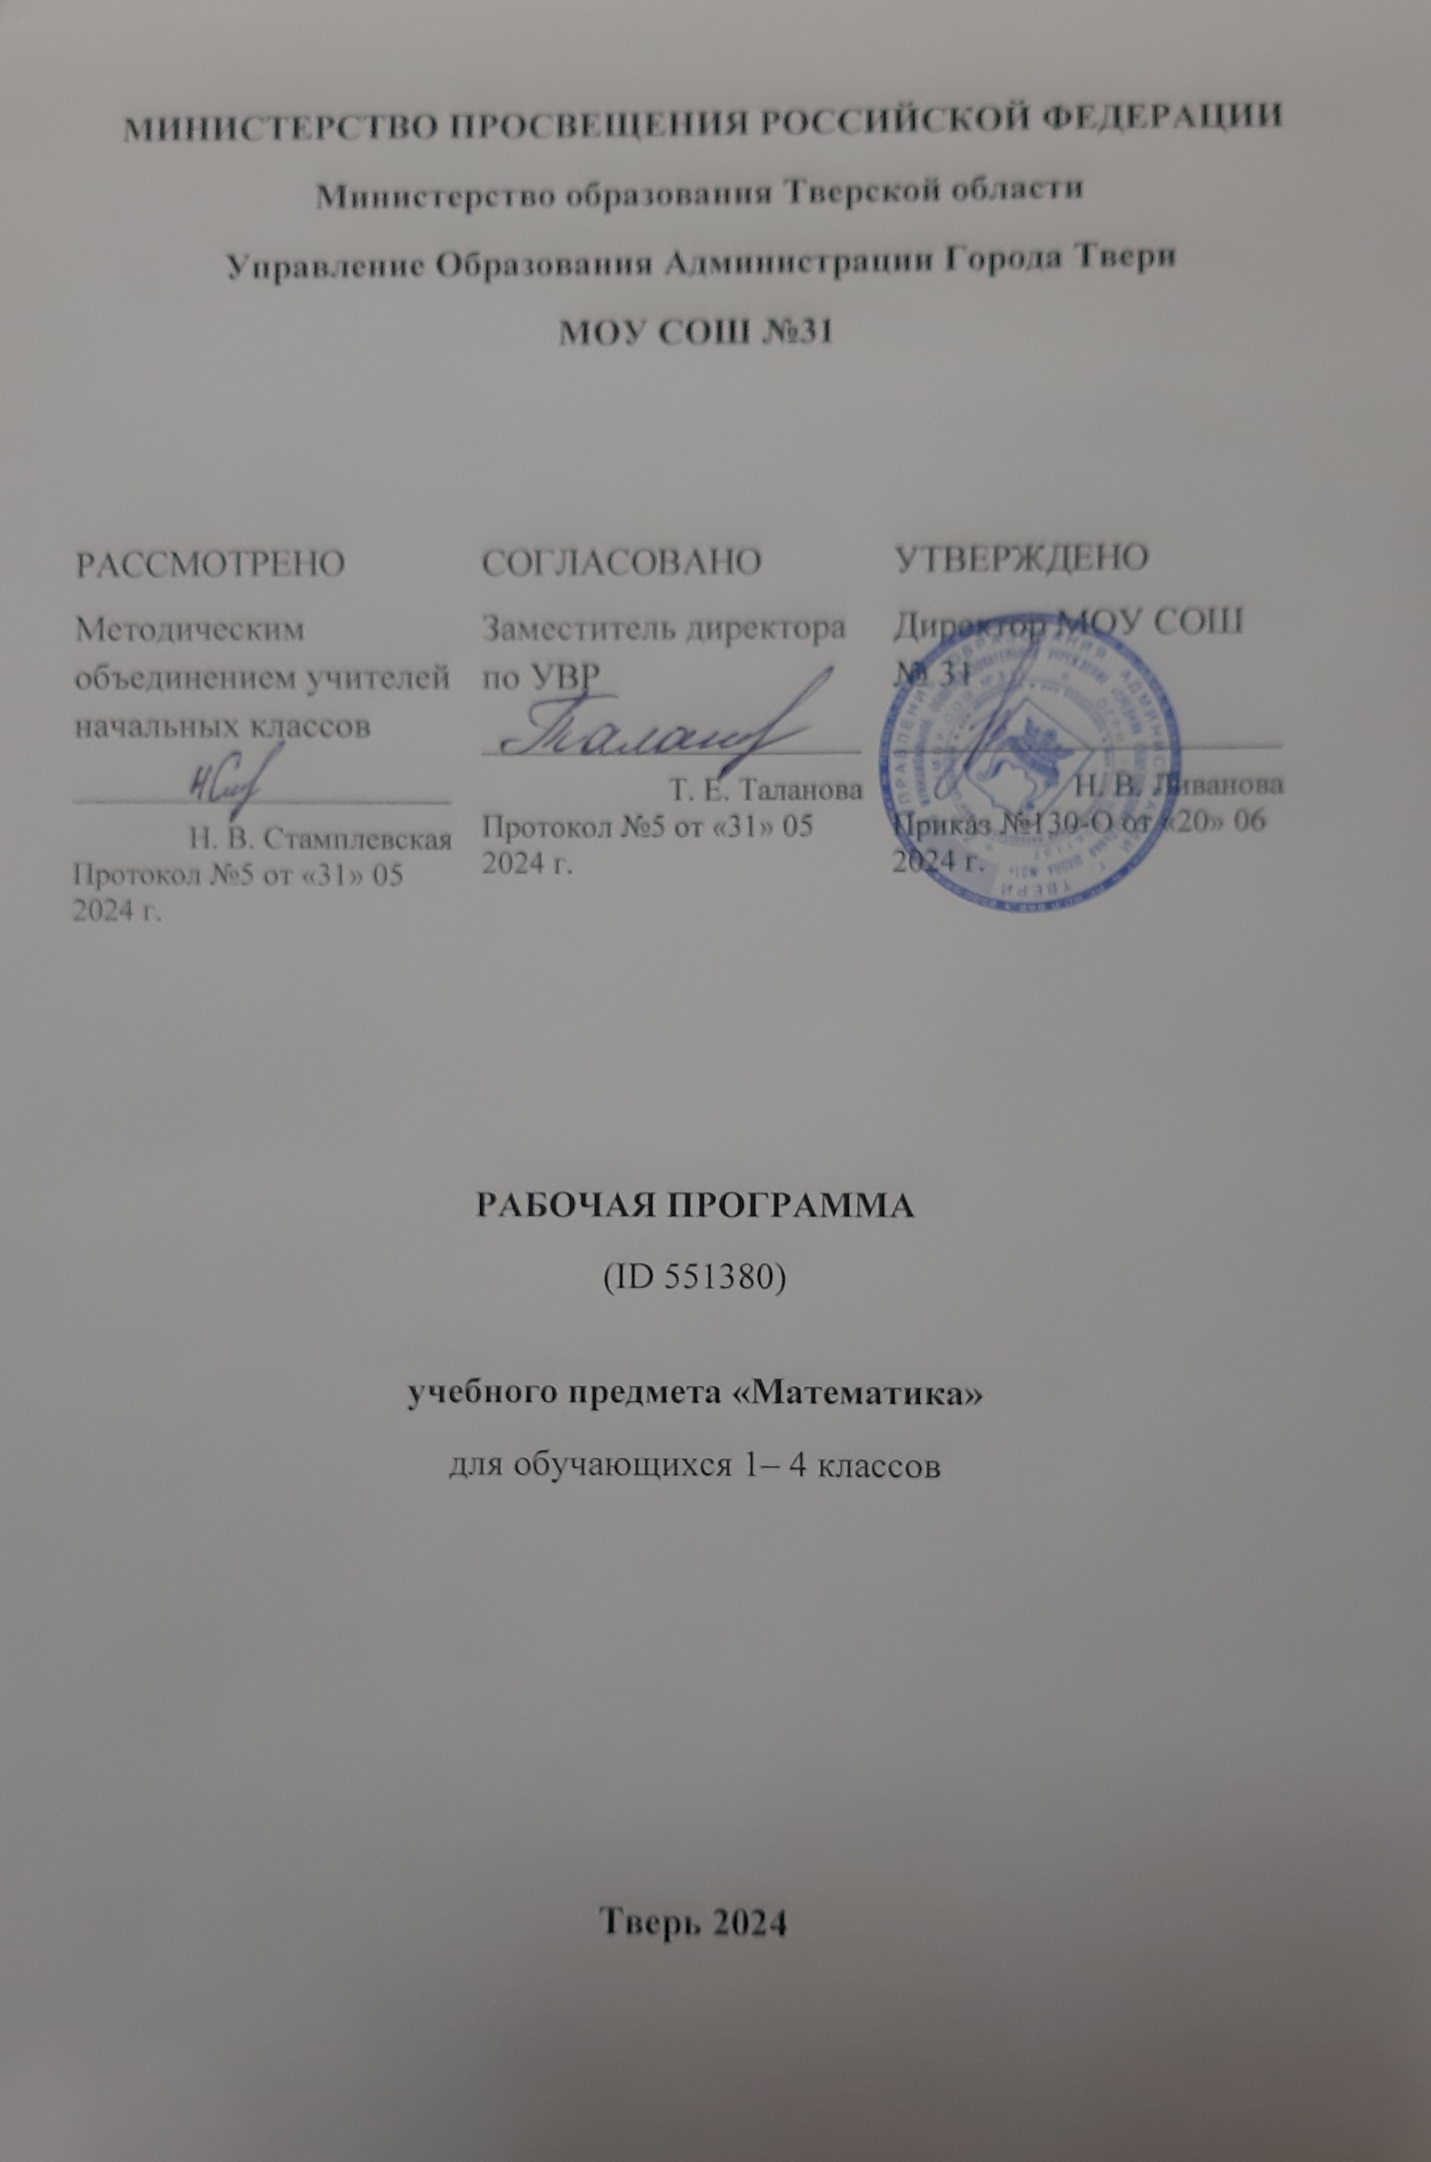 МИНИСТЕРСТВО ПРОСВЕЩЕНИЯ РОССИЙСКОЙ ФЕДЕРАЦИИ
Министерство образования Тверской области
Управление Образования Администрации Города Твери
МОУ СОШ №31
РАССМОТРЕНО
Методическим
объединением учителей
начальных классов
Н. В. Стамплевская
Протокол №5 от «31» 05
2024 г.
СОГЛАСОВАНО
Заместитель директора
по УВР
Т. Е. Таланова
Протокол №5 от «31» 05
2024 г.
УТВЕРЖДЕНО
Директор МОУ СОШ
№ 31
Н. В. Ливанова
Приказ №130-О от «20» 06
2024 г.
РАБОЧАЯ ПРОГРАММА
(ID 551380)
учебного предмета «Математика»
для обучающихся 1– 4 классов
Тверь 2024